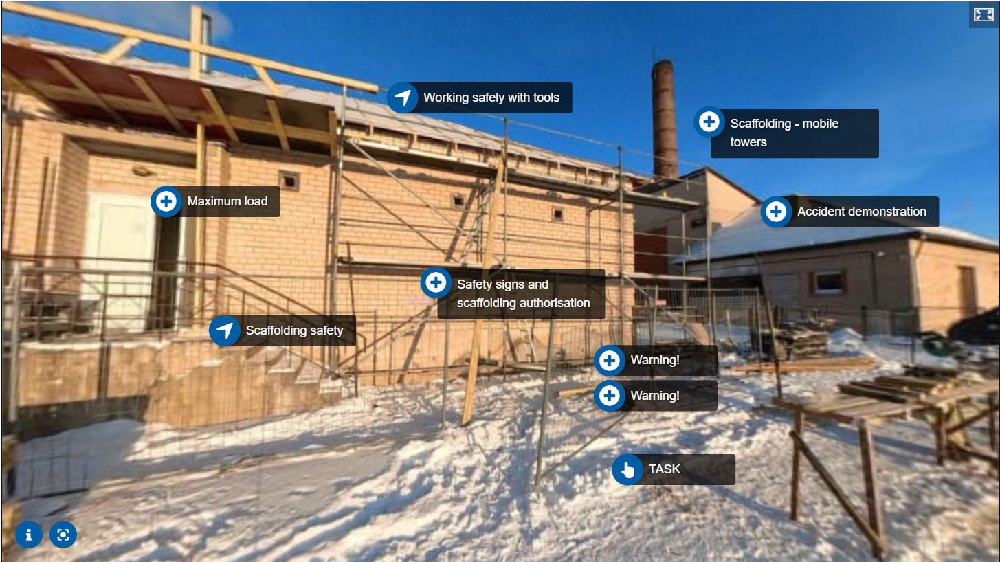 Working safely with tools
Scaffolding - mobile
towers
Maximum load
Accident demonstration
Safety signs and
scaffolding authorisation
Scaffolding safety
Warning!
Warning!
TASK